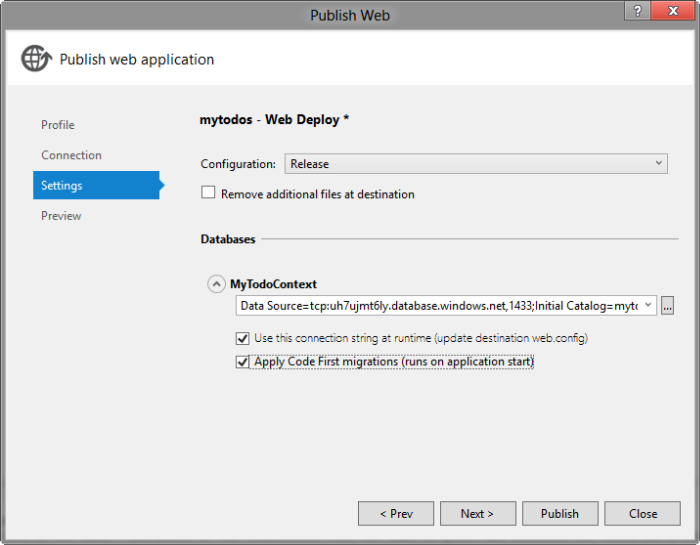 Publish Web
? x
Publish web application
Profile
Connection
Settings
Preview
mytodos - Web Deploy *
Configuration: Release
Remove additional files at destination
Databases
MyTodoContext
Data Source=tcp:uh7ujmt6ly.database.windows.net,1433;Initial Catalog=mytc ...
Use this connection string at runtime (update destination web.config)
Apply Code First migrations (runs on application start)
< Prev Next > Publish Close